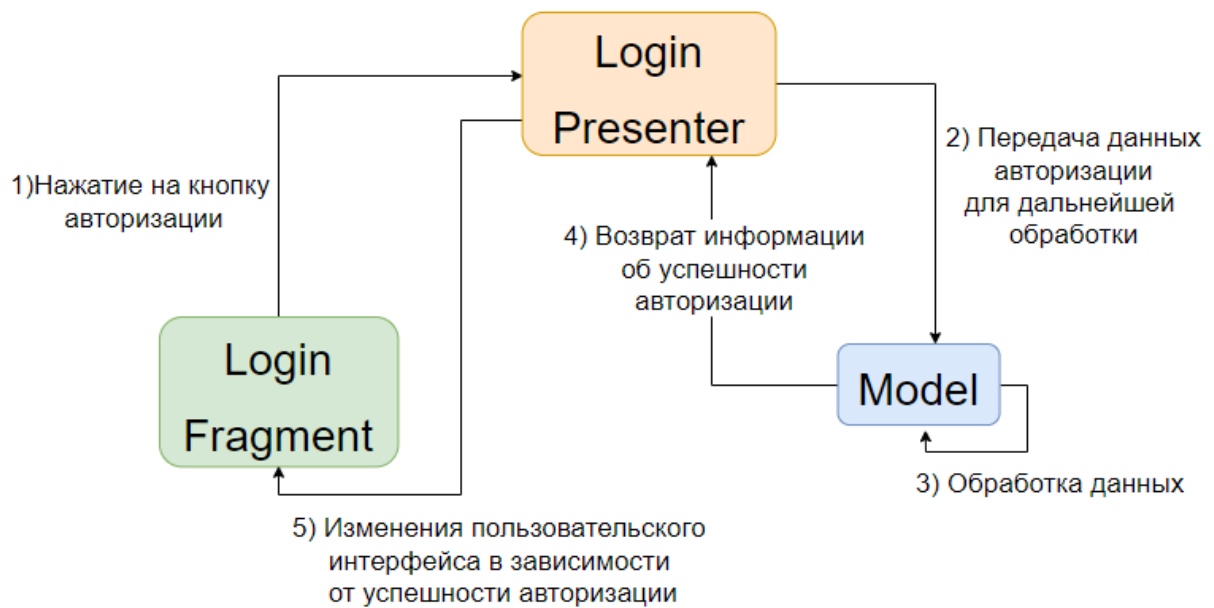 Login
Presenter
1)Нажатие на кнопку
авторизации
2) Передача данных
авторизации
для дальнейшей
обработки
4) Возврат информации
об успешности
авторизации
Login
Fragment
Model
3) Обработка данных
5) Изменения пользовательского
интерфейса в зависимости
от успешности авторизации